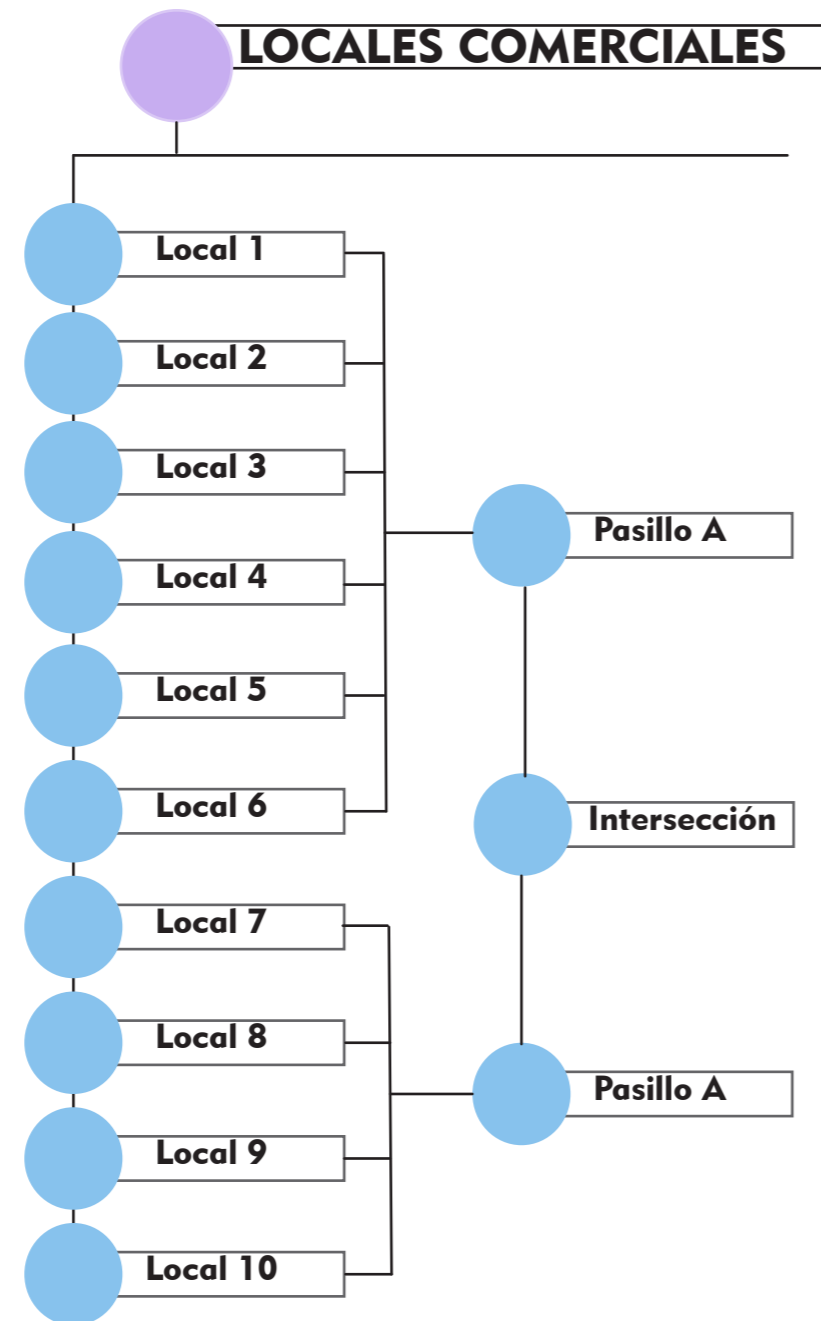 LOCALES COMERCIALES
Local 1
Local 2
Local 3
Local 4
Local 5
Local 6
Local 7
Local 8
Local 9
Local 10
Pasillo A
Intersección
Pasillo A